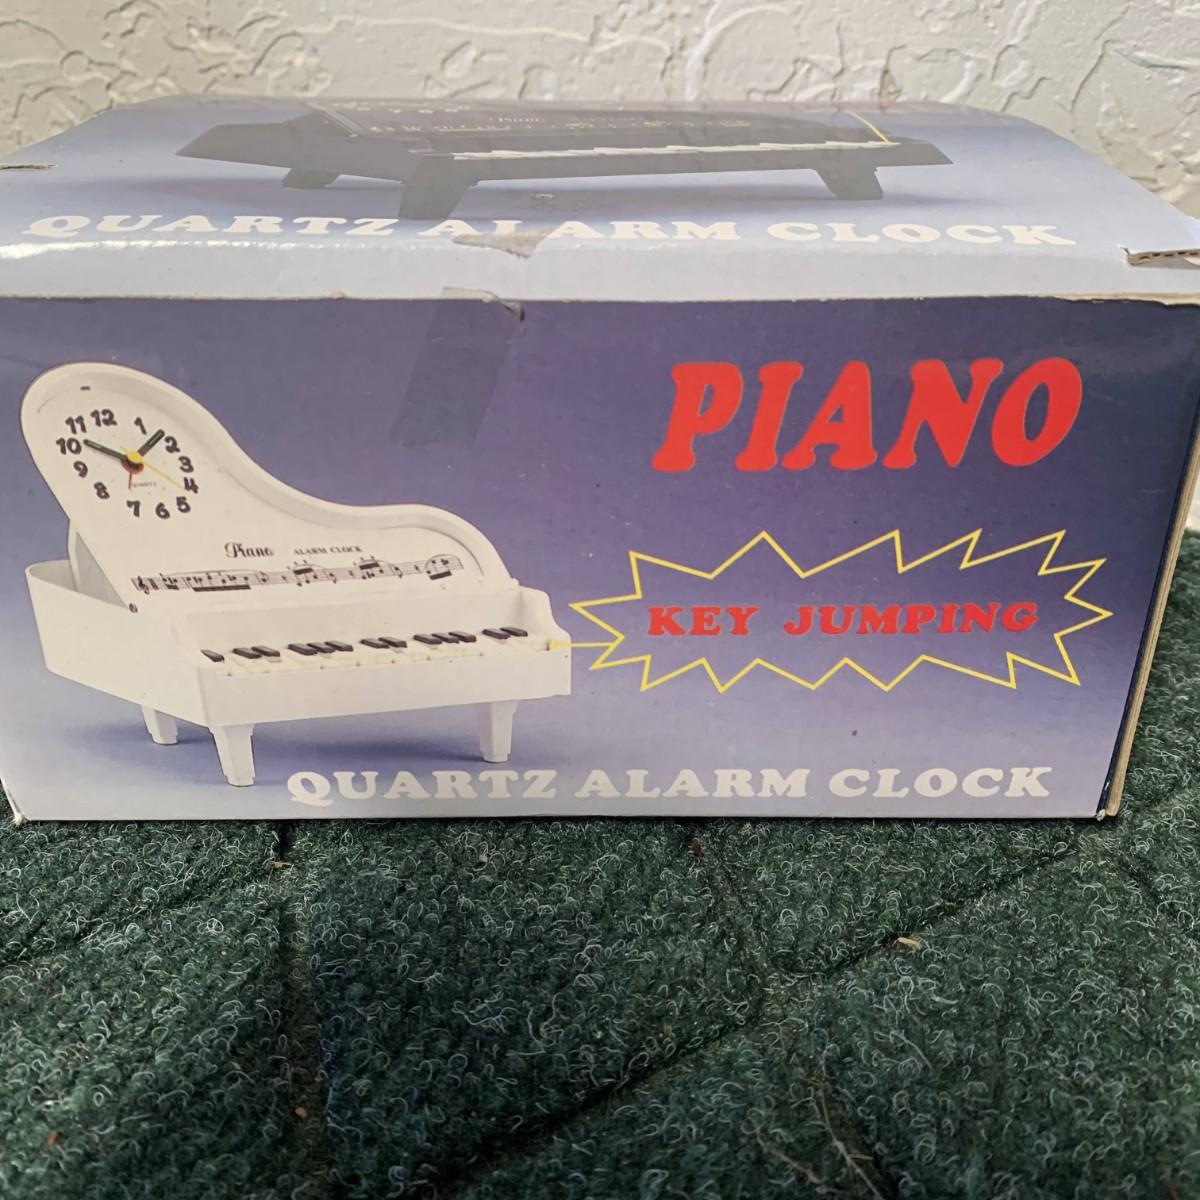 QUARTZ ALARM CLOCK
PIANO
11 12 1
10 2
9 3
8 4
7 6 5
QUARTZ
Piano ALARM CLOCK
KEY JUMPING
QUARTZ ALARM CLOCK